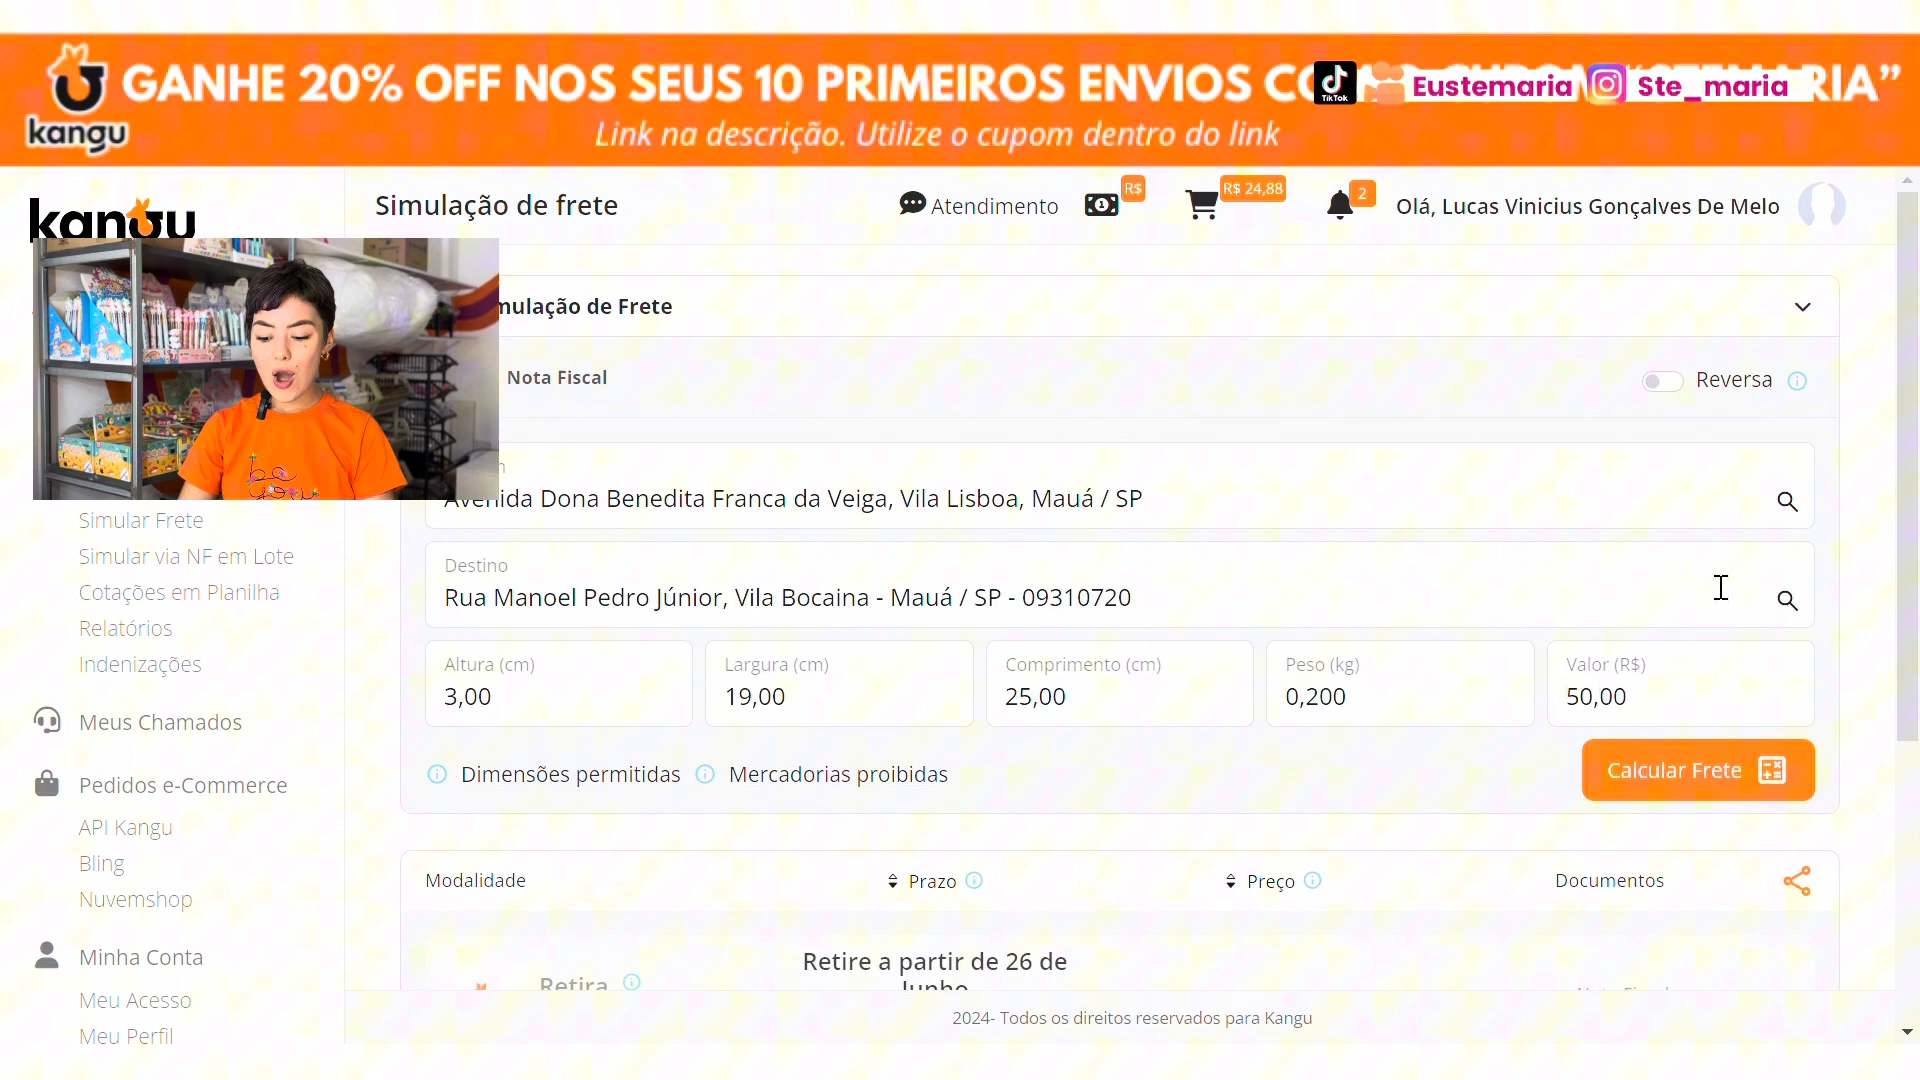 GANHE 20% OFF NOS SEUS 10 PRIMEIROS ENVIOS RIA”
TikTok Eustemaria Ste_maria
kangu
Link na descrição. Utilize o cupom dentro do link
kangu
Simulação de frete
Atendimento
R$
R$ 24,88
2
Olá, Lucas Vinicius Gonçalves De Melo
mulação de Frete
Nota Fiscal
Reversa
Avenida Dona Benedita Franca da Veiga, Vila Lisboa, Mauá / SP
Destino
Rua Manoel Pedro Júnior, Vila Bocaina - Mauá / SP - 09310720
Altura (cm)
3,00
Largura (cm)
19,00
Comprimento (cm)
25,00
Peso (kg)
0,200
Valor (R$)
50,00
Dimensões permitidas
Mercadorias proibidas
Calcular Frete
Simular Frete
Simular via NF em Lote
Cotações em Planilha
Relatórios
Indenizações
Meus Chamados
Pedidos e-Commerce
API Kangu
Bling
Nuvemshop
Minha Conta
Meu Acesso
Meu Perfil
Modalidade
Prazo
Preço
Documentos
Retira
Retire a partir de 26 de
Junho
2024- Todos os direitos reservados para Kangu